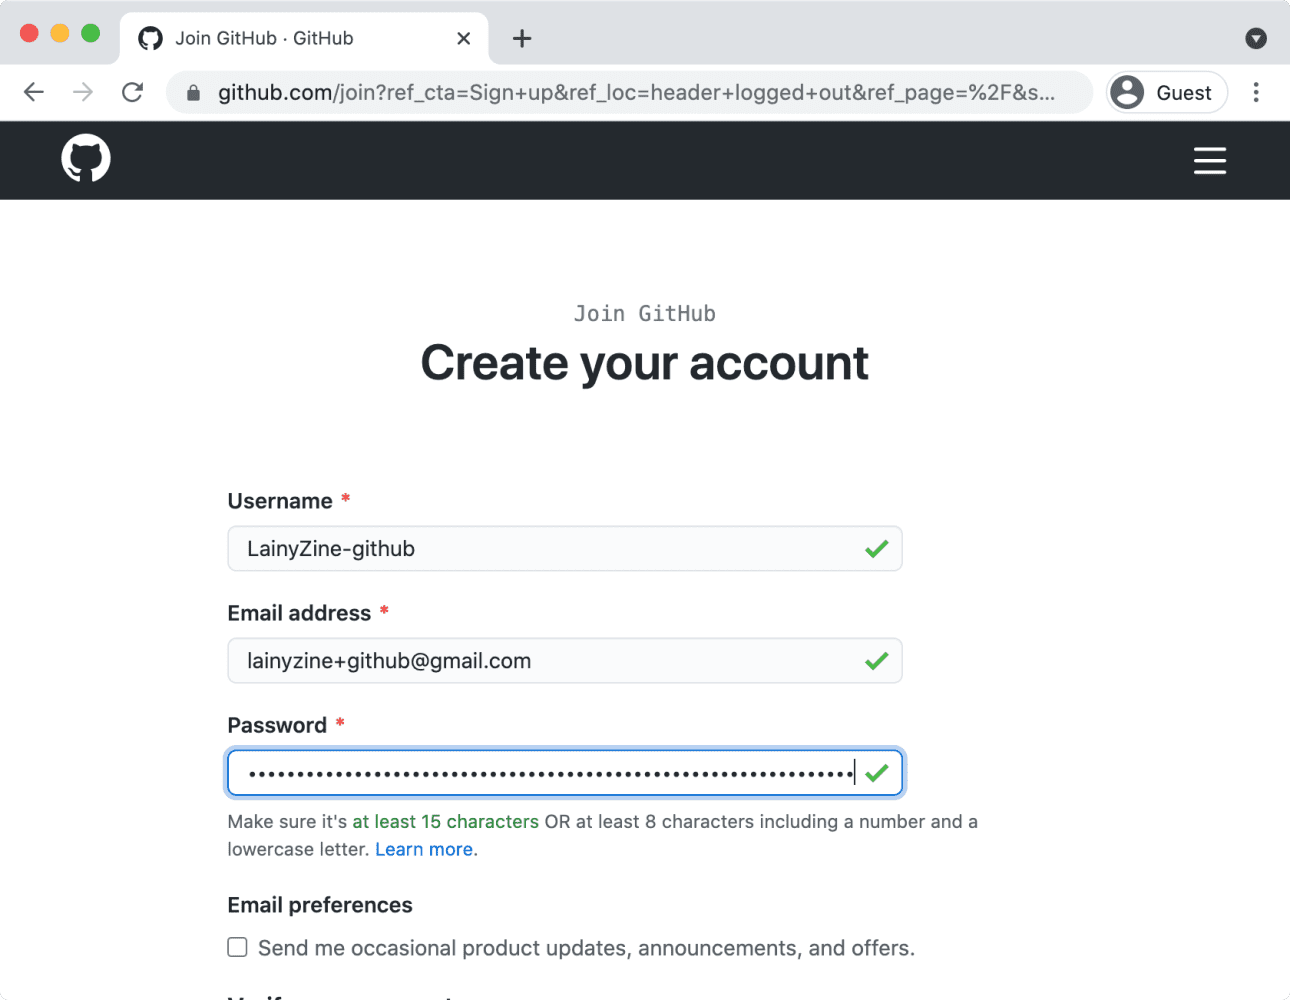 Join GitHub · GitHub
github.com/join?ref_cta=Sign+up&ref_loc=header+logged+out&ref_page=%2F&s...
Guest
Join GitHub
Create your account
Username *
LainyZine-github
Email address *
lainyzine+github@gmail.com
Password *
Make sure it's at least 15 characters OR at least 8 characters including a number and a
lowercase letter. Learn more.
Email preferences
Send me occasional product updates, announcements, and offers.